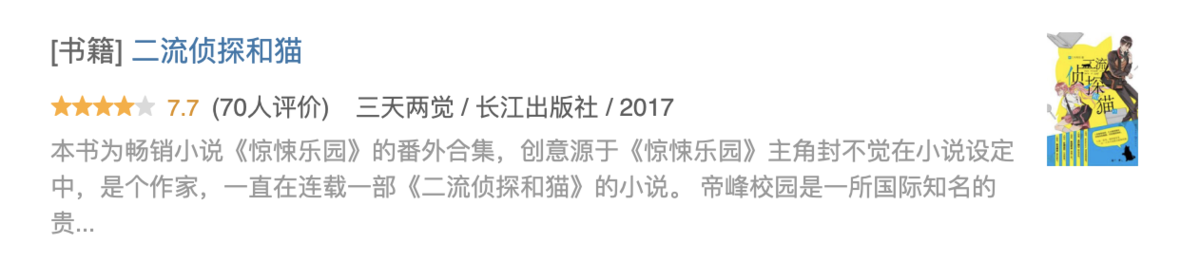 [书籍] 二流侦探和猫
7.7 (70人评价) 三天两觉 / 长江出版社 / 2017
本书为畅销小说《惊悚乐园》的番外合集，创意源于《惊悚乐园》主角封不觉在小说设定
中，是个作家，一直在连载一部《二流侦探和猫》的小说。 帝峰校园是一所国际知名的
贵...
二流
侦探
猫